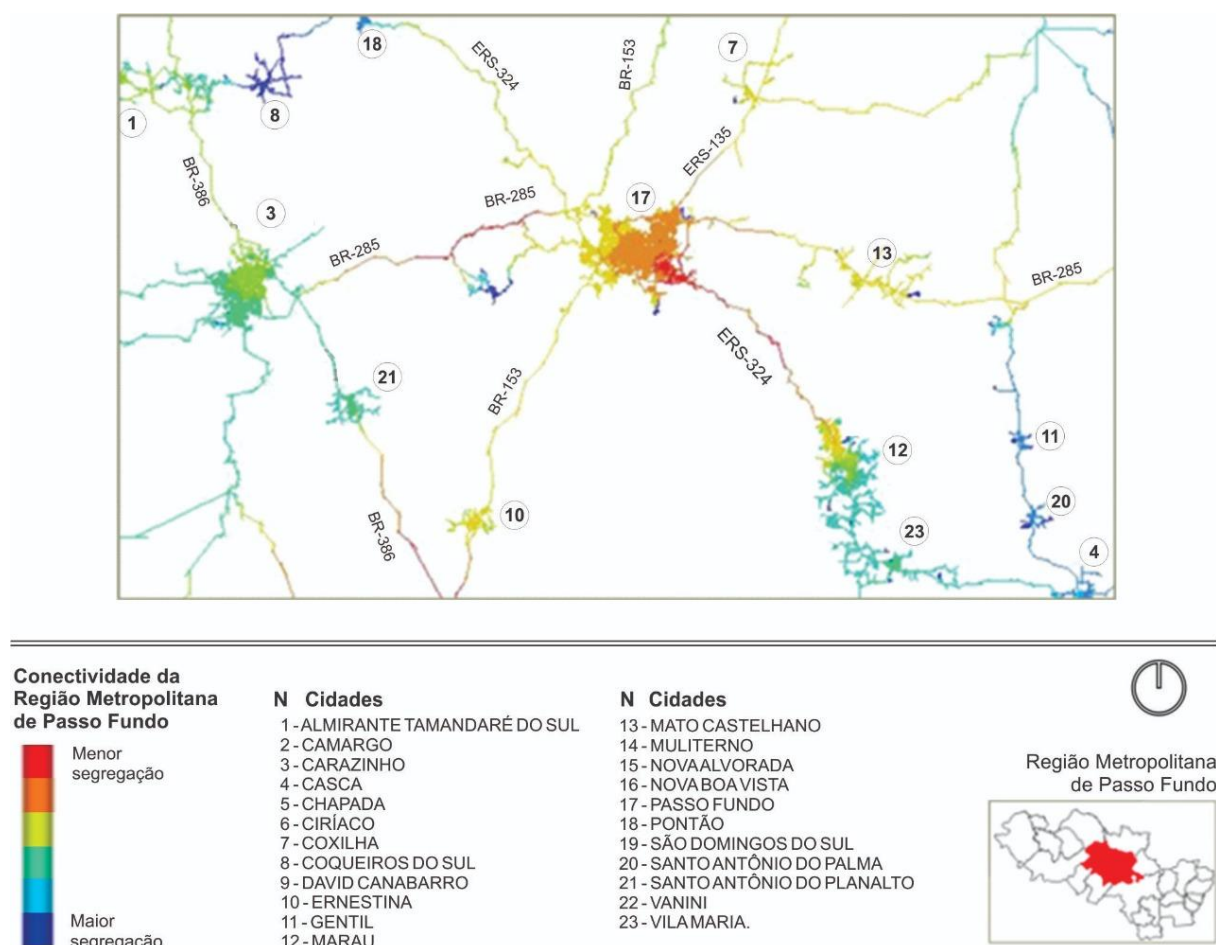 18
7
ERS-324
BR-153
1
8
ERS-135
BR-386
3
BR-285
17
BR-285
13
BR-285
ERS-324
21
BR-153
12
11
10
BR-386
20
23
4
Conectividade da
Região Metropolitana
de Passo Fundo
Menor
segregação
Maior
segregação
N Cidades
1 - ALMIRANTE TAMANDARÉ DO SUL
2 - CAMARGO
3 - CARAZINHO
4 - CASCA
5 - CHAPADA
6 - CIRÍACO
7 - COXILHA
8 - COQUEIROS DO SUL
9 - DAVID CANABARRO
10 - ERNESTINA
11 - GENTIL
12 - MARAU
N Cidades
13 - MATO CASTELHANO
14 - MULITERNO
15 - NOVA ALVORADA
16 - NOVA BOA VISTA
17 - PASSO FUNDO
18 - PONTÃO
19 - SÃO DOMINGOS DO SUL
20 - SANTO ANTÔNIO DO PALMA
21 - SANTO ANTÔNIO DO PLANALTO
22 - VANINI
23 - VILA MARIA.
Região Metropolitana
de Passo Fundo